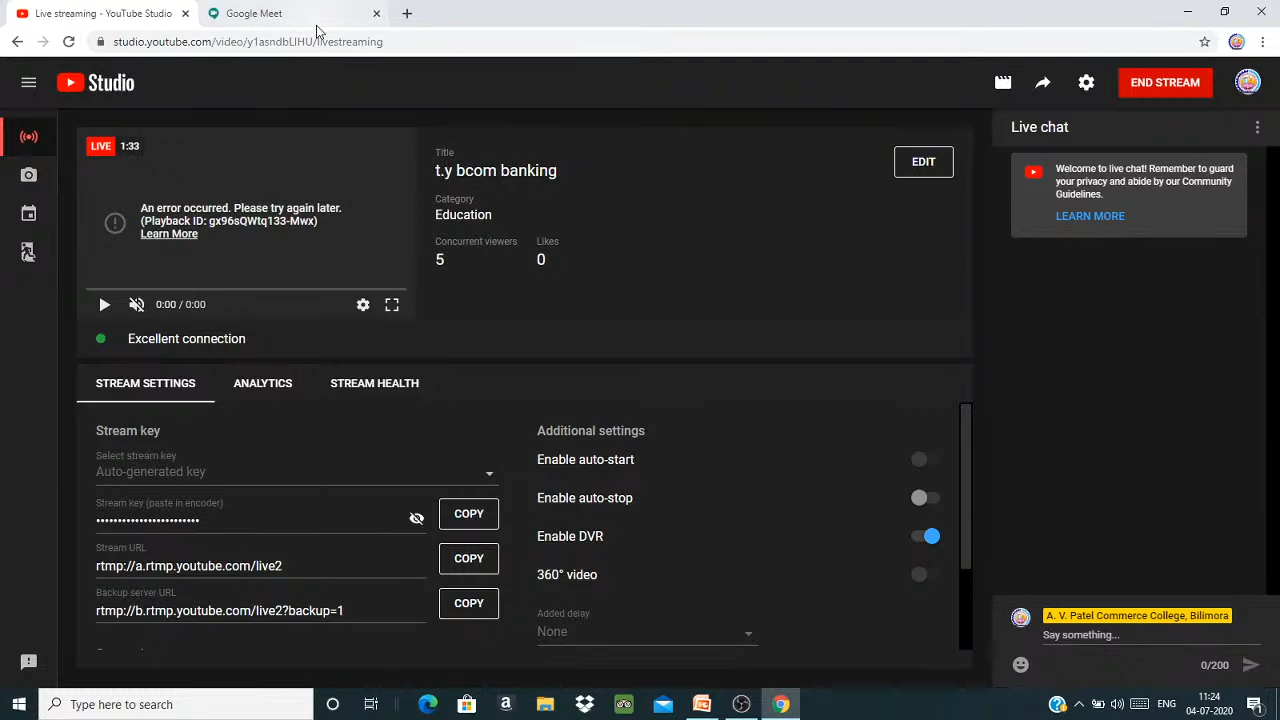 Live streaming - YouTube Studio
Google Meet
studio.youtube.com/video/y1asndbLIHU/livestreaming
Studio
END STREAM
LIVE 1:33
An error occurred. Please try again later.
(Playback ID: gx96sQWtq133-Mwx)
Learn More
0:00 / 0:00
Excellent connection
Title
t.y bcom banking
EDIT
Category
Education
Concurrent viewers
5
Likes
0
Live chat
Welcome to live chat! Remember to guard
your privacy and abide by our Community
Guidelines.
LEARN MORE
STREAM SETTINGS
ANALYTICS
STREAM HEALTH
Stream key
Select stream key
Auto-generated key
Stream key (paste in encoder)
••••••••••••••••••••••••
COPY
Stream URL
rtmp://a.rtmp.youtube.com/live2
COPY
Backup server URL
rtmp://b.rtmp.youtube.com/live2?backup=1
COPY
Additional settings
Enable auto-start
Enable auto-stop
Enable DVR
360° video
Added delay
None
A. V. Patel Commerce College, Bilimora
Say something...
0/200
Type here to search
ENG
11:24
04-07-2020
1